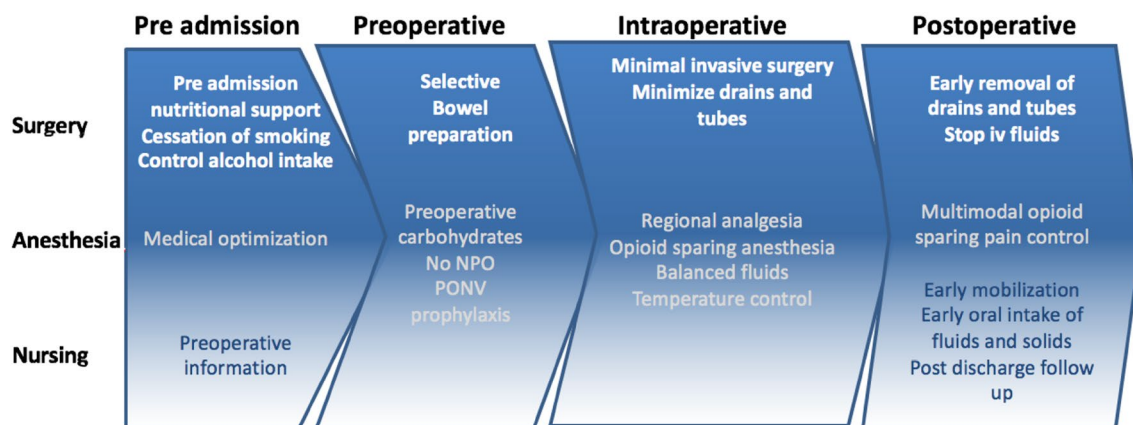 Pre admission
Preoperative
Intraoperative
Postoperative
Surgery
Pre admission
nutritional support
Cessation of smoking
Control alcohol intake
Selective
Bowel
preparation
Minimal invasive surgery
Minimize drains and
tubes
Early removal of
drains and tubes
Stop iv fluids
Anesthesia
Medical optimization
Preoperative
carbohydrates
No NPO
PONV
prophylaxis
Regional analgesia
Opioid sparing anesthesia
Balanced fluids
Temperature control
Multimodal opioid
sparing pain control
Nursing
Preoperative
information
Early mobilization
Early oral intake of
fluids and solids
Post discharge follow
up